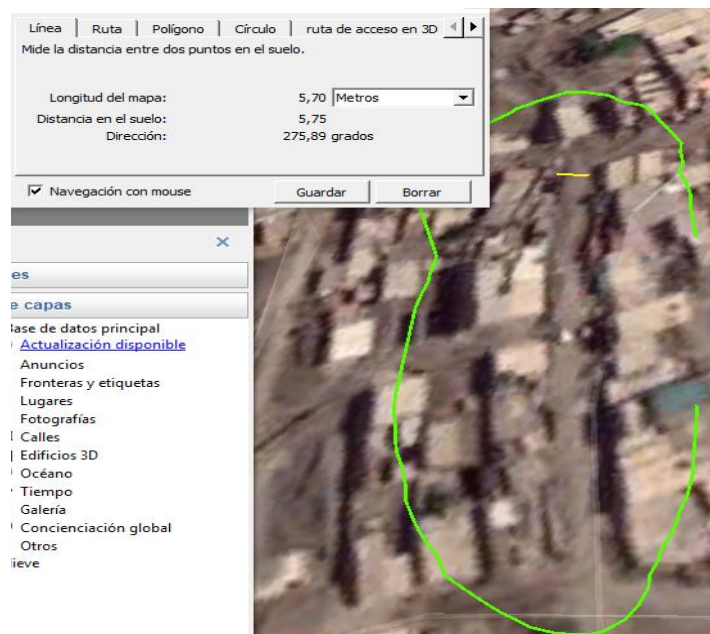 Línea | Ruta | Polígono | Círculo | ruta de acceso en 3D
Mide la distancia entre dos puntos en el suelo.
Longitud del mapa: 5,70 Metros
Distancia en el suelo: 5,75
Dirección: 275,89 grados
Navegación con mouse Guardar Borrar
es
e capas
Base de datos principal
Actualización disponible
Anuncios
Fronteras y etiquetas
Lugares
Fotografías
Calles
Edificios 3D
Océano
Tiempo
Galería
Concienciación global
Otros
lieve